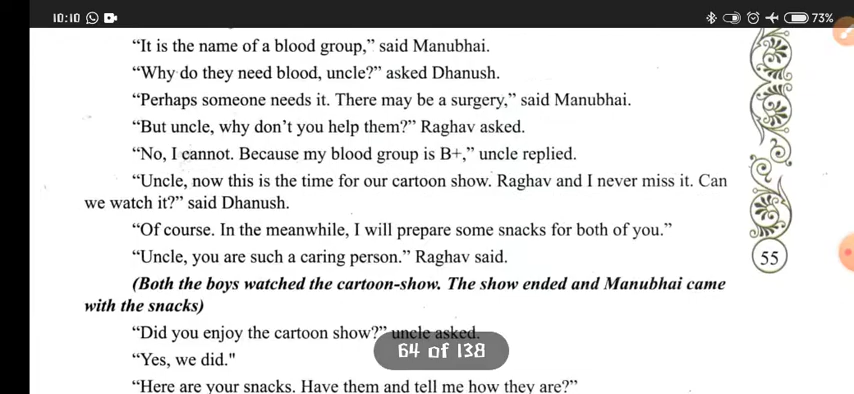 10:10
73%
“It is the name of a blood group,” said Manubhai.
“Why do they need blood, uncle?” asked Dhanush.
“Perhaps someone needs it. There may be a surgery,” said Manubhai.
“But uncle, why don’t you help them?” Raghav asked.
“No, I cannot. Because my blood group is B+,” uncle replied.
“Uncle, now this is the time for our cartoon show. Raghav and I never miss it. Can
we watch it?” said Dhanush.
“Of course. In the meanwhile, I will prepare some snacks for both of you.”
“Uncle, you are such a caring person.” Raghav said.
55
(Both the boys watched the cartoon-show. The show ended and Manubhai came
with the snacks)
“Did you enjoy the cartoon show?” uncle asked.
64 of 138
“Yes, we did."
“Here are your snacks. Have them and tell me how they are?”